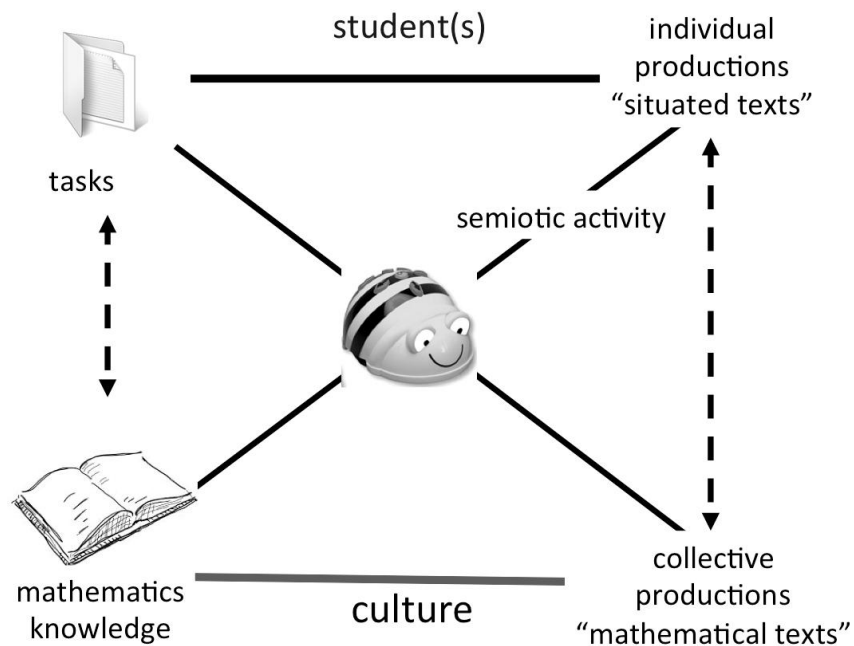 student(s)
individual
productions
“situated texts”
tasks
semiotic activity
mathematics
knowledge
culture
collective
productions
“mathematical texts”